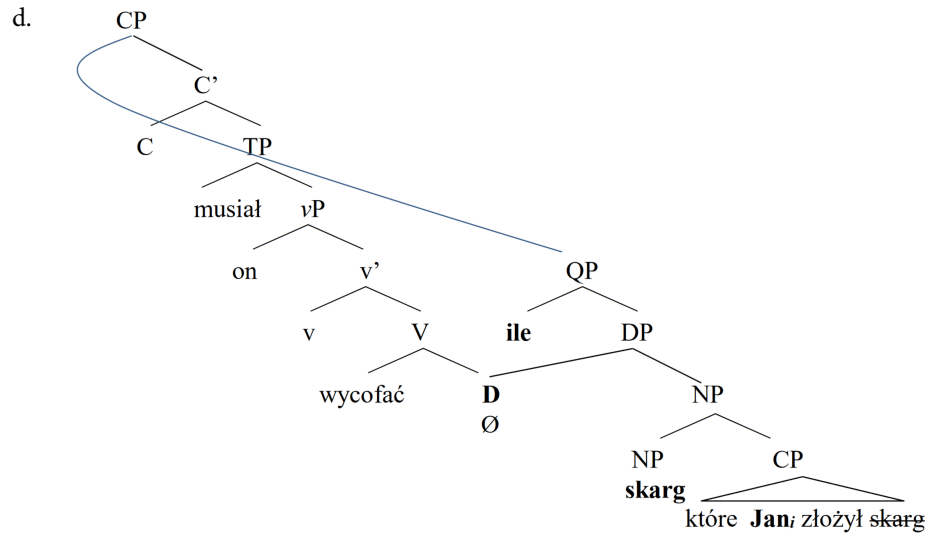 d.
CP
C’
C TP
musiał vP
on v’ QP
v V ile DP
wycofać D NP
Ø
NP CP
skarg
które Janᵢ złożył skarg